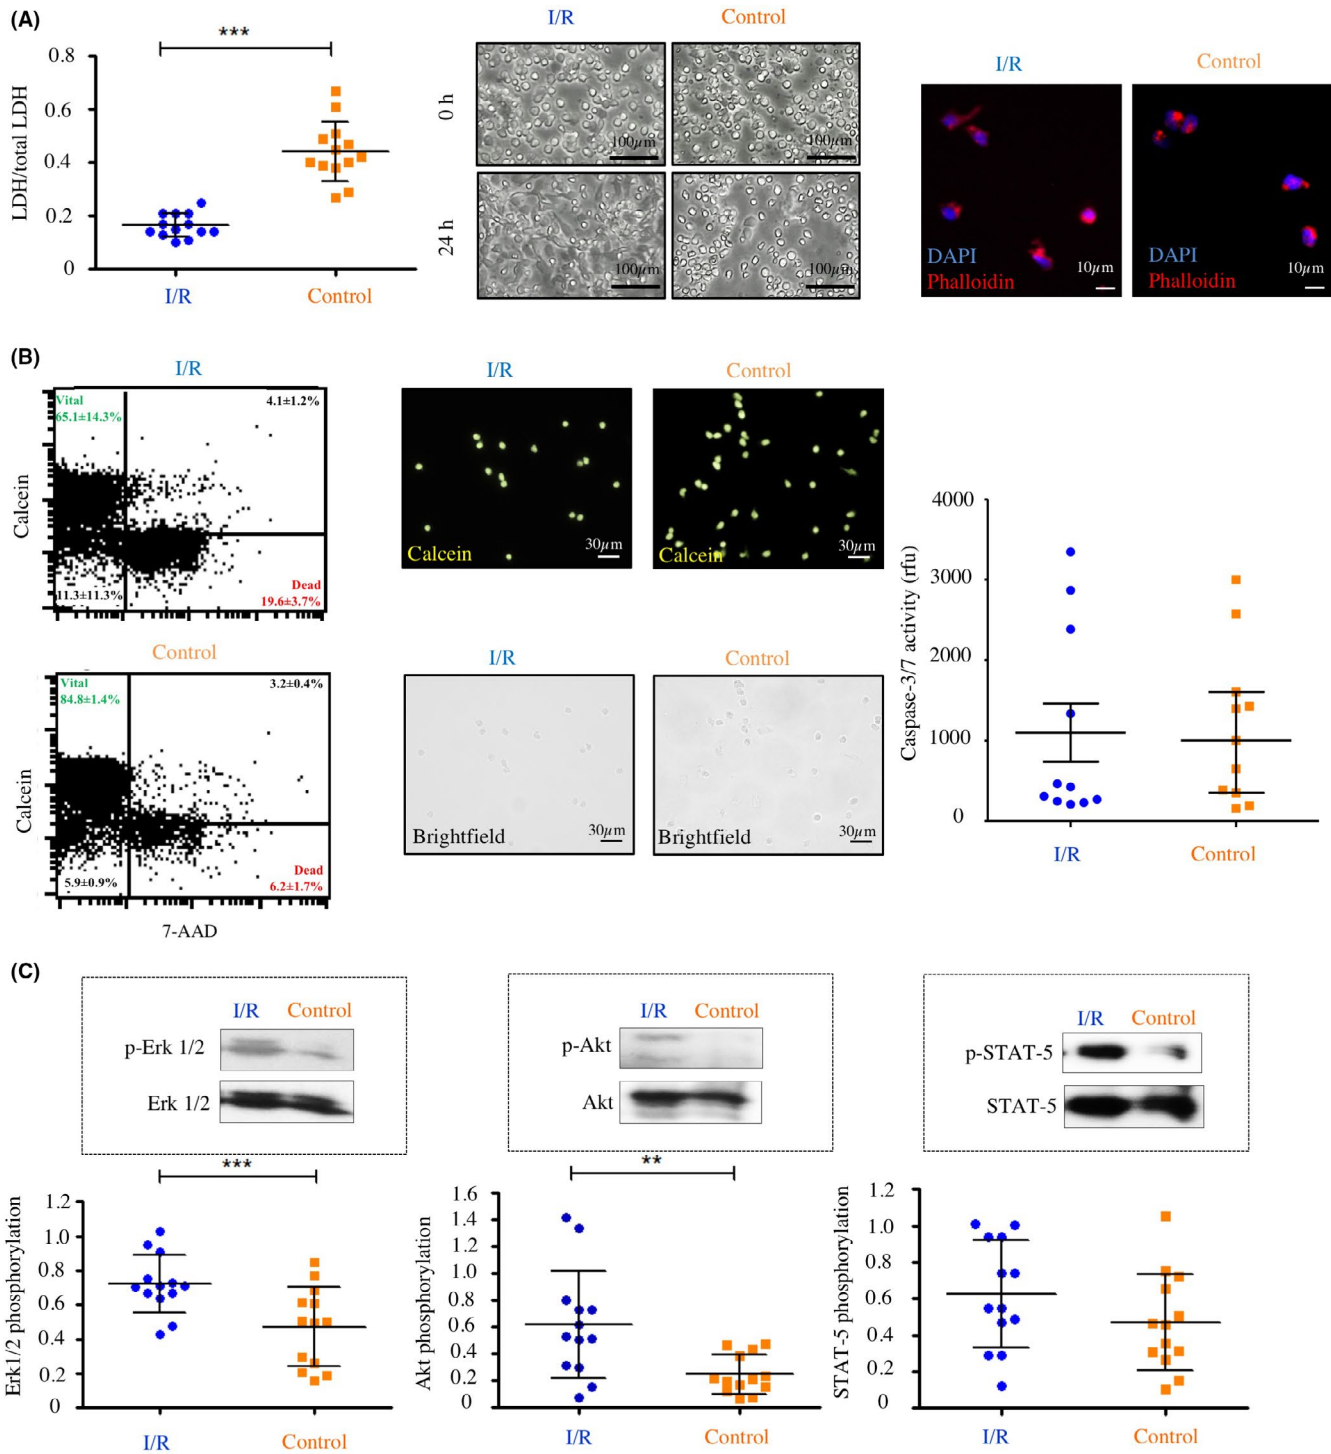 (A)
***
LDH/total LDH
0.8
0.6
0.4
0.2
0
I/R
Control
I/R
Control
0 h
24 h
100µm
100µm
100µm
100µm
I/R
Control
DAPI
Phalloidin
10µm
DAPI
Phalloidin
10µm
(B)
I/R
Calcein
Vital
65.1±14.3%
4.1±1.2%
11.3±11.3%
Dead
19.6±3.7%
Control
Calcein
Vital
84.8±1.4%
3.2±0.4%
5.9±0.9%
Dead
6.2±1.7%
7-AAD
I/R
Control
Calcein
30µm
Calcein
30µm
I/R
Control
Brightfield
30µm
Brightfield
30µm
Caspase-3/7 activity (rfu)
4000
3000
2000
1000
0
I/R
Control
(C)
I/R
Control
p-Erk 1/2
Erk 1/2
***
Erk1/2 phosphorylation
1.2
1.0
0.8
0.6
0.4
0.2
0
I/R
Control
I/R
Control
p-Akt
Akt
**
Akt phosphorylation
1.6
1.4
1.2
1.0
0.8
0.6
0.4
0.2
0
I/R
Control
I/R
Control
p-STAT-5
STAT-5
STAT-5 phosphorylation
1.2
1.0
0.8
0.6
0.4
0.2
0
I/R
Control